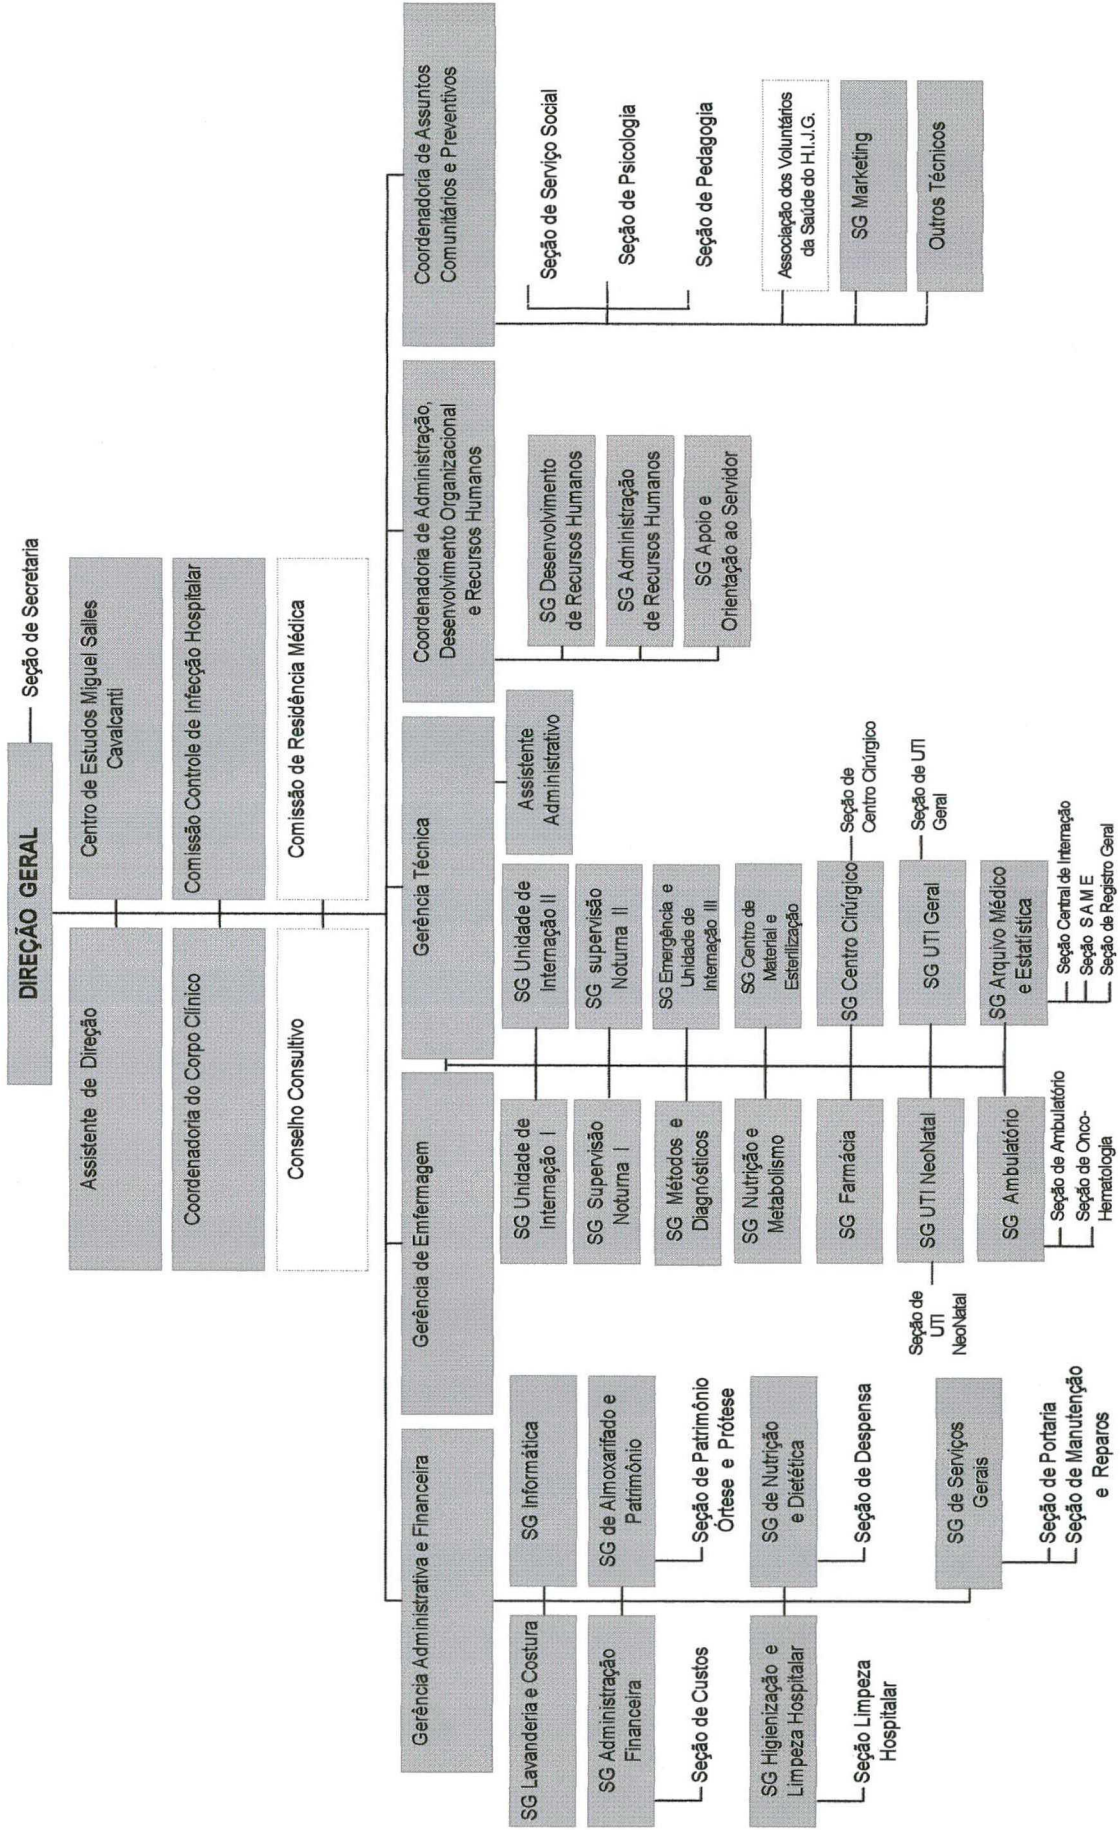 DIREÇÃO GERAL
Seção de Secretaria
Assistente de Direção
Centro de Estudos Miguel Salles
Cavalcanti
Coordenadoria do Corpo Clínico
Comissão Controle de Infecção Hospitalar
Conselho Consultivo
Comissão de Residência Médica
Gerência Administrativa e Financeira
Gerência de Emfermagem
Gerência Técnica
Coordenadoria de Administração,
Desenvolvimento Organizacional
e Recursos Humanos
Coordenadoria de Assuntos
Comunitários e Preventivos
SG Lavanderia e Costura
SG Informática
SG Administração
Financeira
Seção de Custos
SG de Almoxarifado e
Patrimônio
Seção de Patrimônio
Órtese e Prótese
SG Higienização e
Limpeza Hospitalar
Seção Limpeza
Hospitalar
SG de Nutrição
e Dietética
Seção de Despensa
SG de Serviços
Gerais
Seção de Portaria
Seção de Manutenção
e Reparos
SG Unidade de
Internação I
SG Unidade de
Internação II
SG Supervisão
Noturna I
SG supervisão
Noturna II
SG Métodos e
Diagnósticos
SG Emergência e
Unidade de
Internação III
SG Nutrição e
Metabolismo
SG Centro de
Material e
Esterilização
SG Farmácia
SG Centro Cirúrgico
Seção de
Centro Cirúrgico
SG UTI NeoNatal
Seção de
UTI
NeoNatal
SG UTI Geral
Seção de UTI
Geral
SG Ambulatório
Seção de Ambulatório
Seção de Onco-
Hematologia
SG Arquivo Médico
e Estatística
Seção Central de Internação
Seção S A M E
Seção de Registro Geral
Assistente
Administrativo
SG Desenvolvimento
de Recursos Humanos
SG Administração
de Recursos Humanos
SG Apoio e
Orientação ao Servidor
Seção de Serviço Social
Seção de Psicologia
Seção de Pedagogia
Associação dos Voluntários
da Saúde do H.I.J.G.
SG Marketing
Outros Técnicos